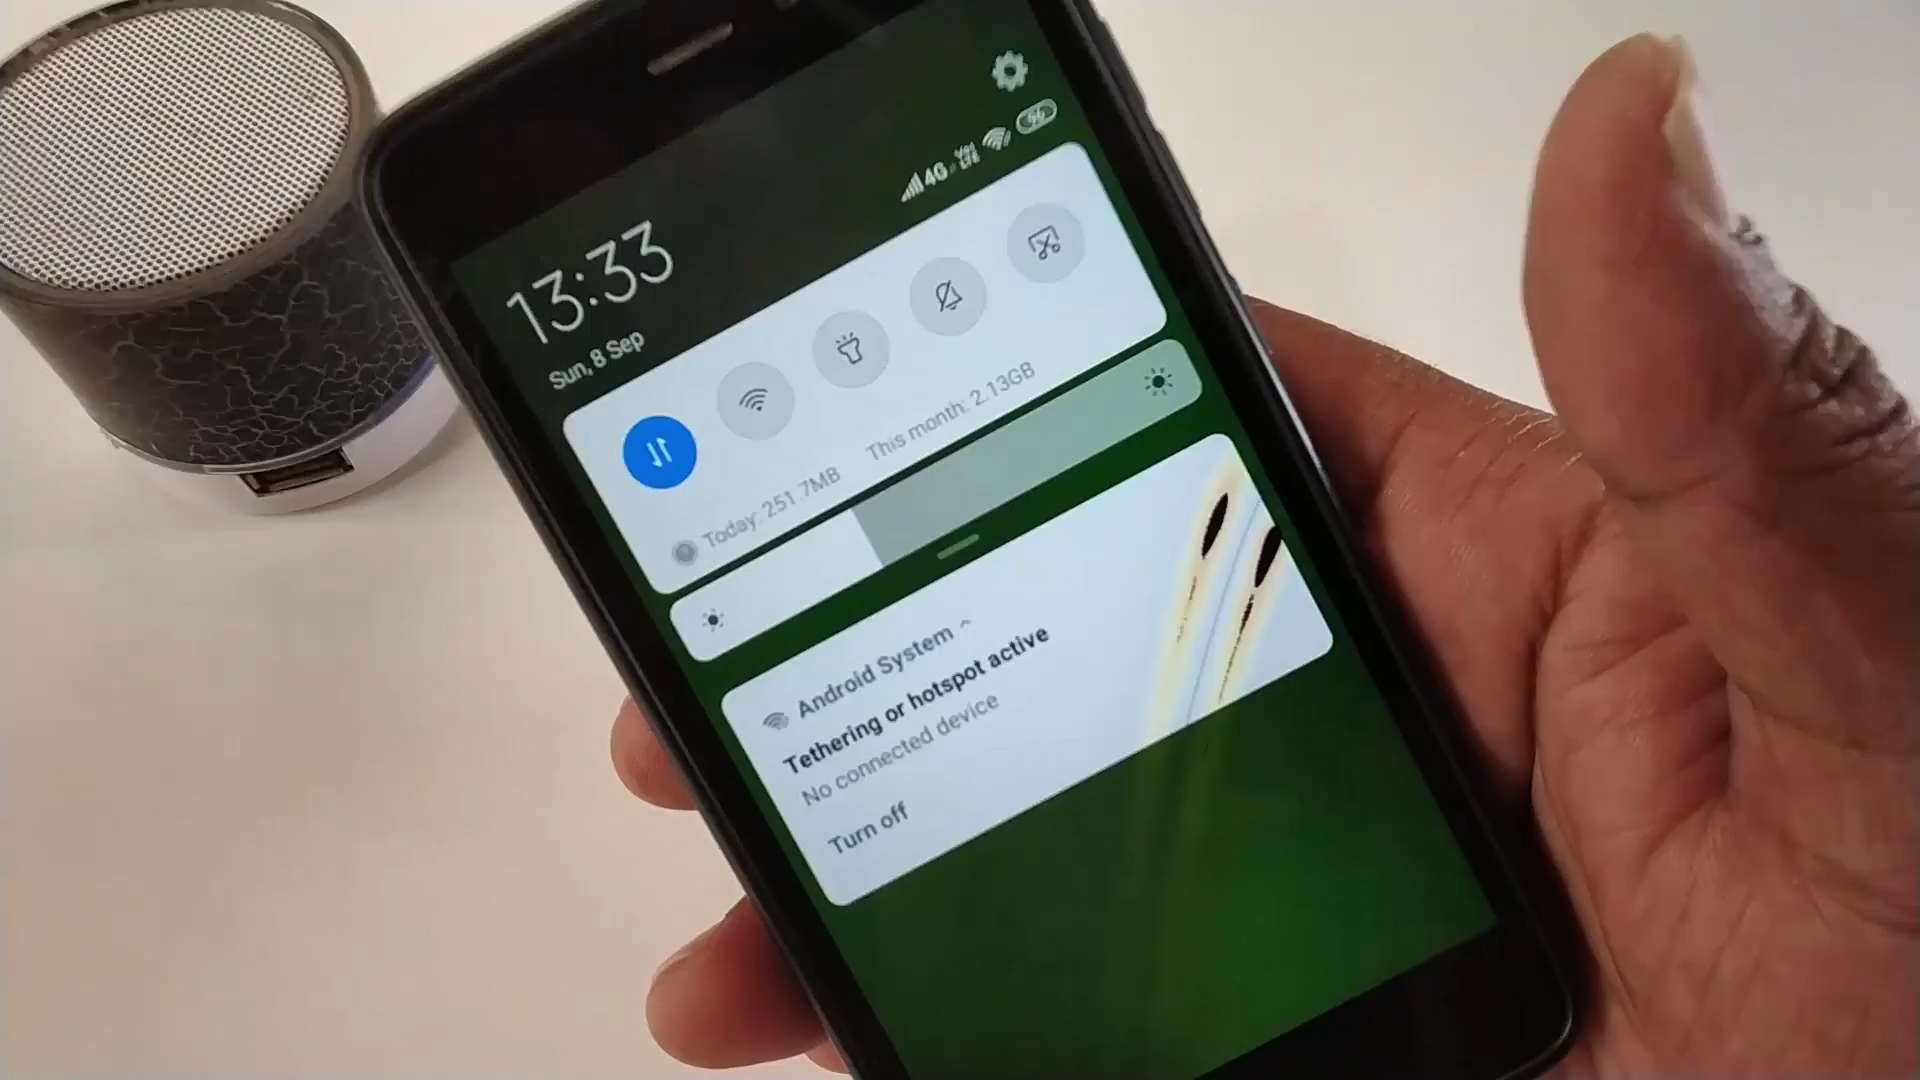 4G VoLTE
13:33
Sun, 8 Sep
Today: 251.7MB This month: 2.13GB
Android System
Tethering or hotspot active
No connected device
Turn off